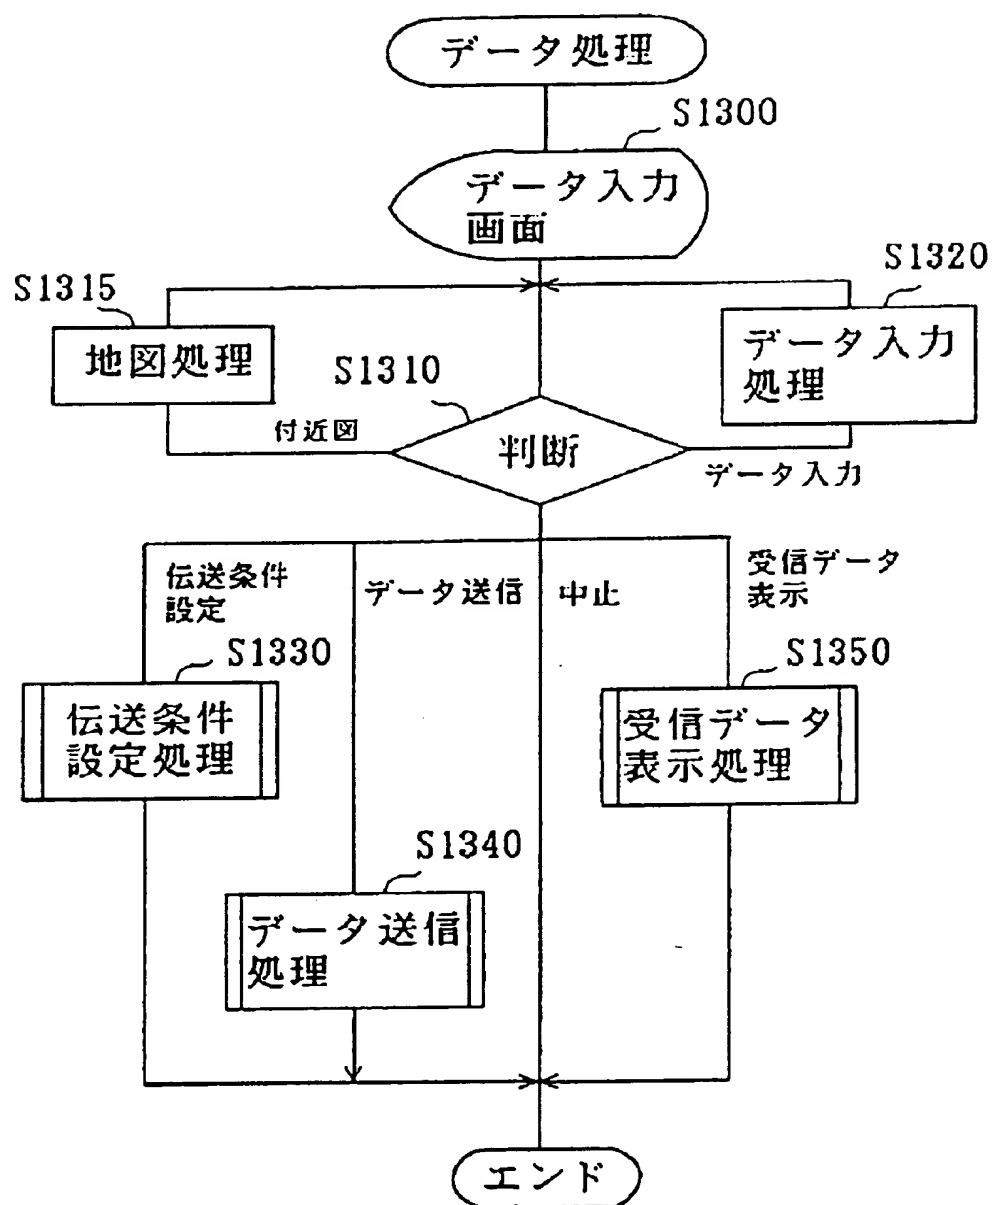 データ処理
S1300
データ入力
画面
S1320
S1315
データ入力
処理
地図処理
S1310
付近図
判断
データ入力
伝送条件
設定
データ送信
中止
受信データ
表示
S1330
S1350
伝送条件
設定処理
受信データ
表示処理
S1340
データ送信
処理
エンド